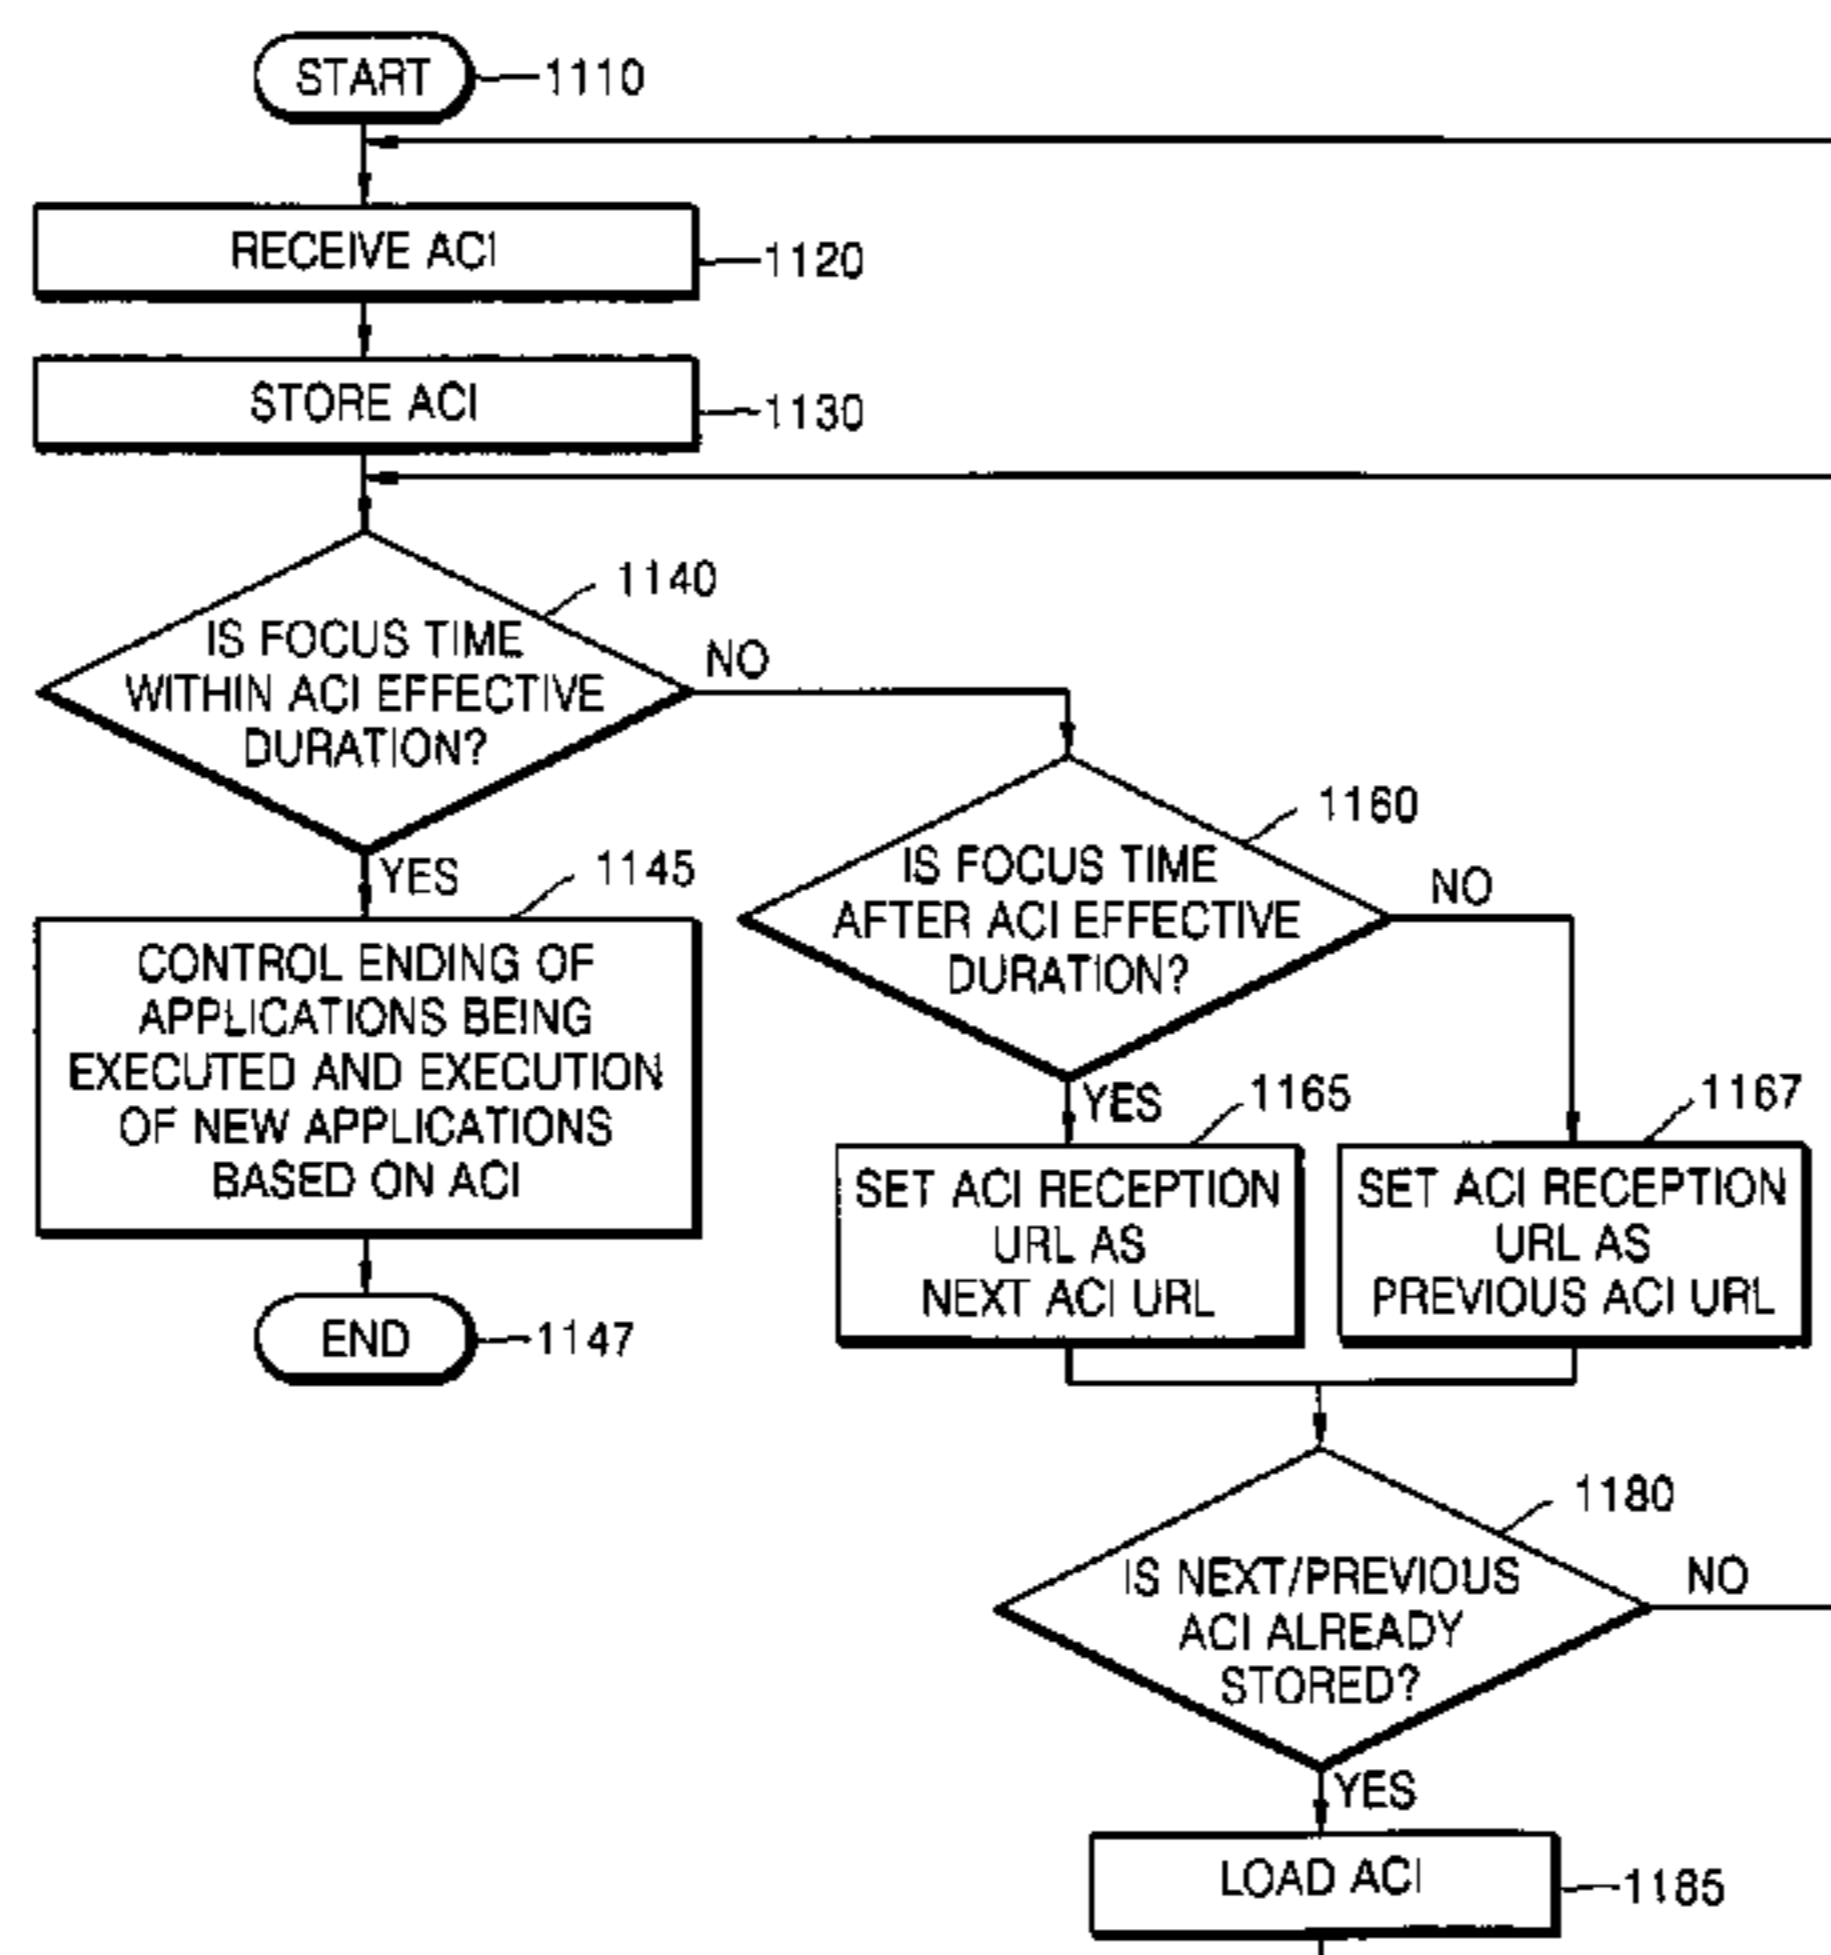 START
1110
RECEIVE ACI
1120
STORE ACI
1130
1140
IS FOCUS TIME
WITHIN ACI EFFECTIVE
DURATION?
NO
YES
1145
CONTROL ENDING OF
APPLICATIONS BEING
EXECUTED AND EXECUTION
OF NEW APPLICATIONS
BASED ON ACI
END
1147
1160
IS FOCUS TIME
AFTER ACI EFFECTIVE
DURATION?
NO
YES
1165
SET ACI RECEPTION
URL AS
NEXT ACI URL
1167
SET ACI RECEPTION
URL AS
PREVIOUS ACI URL
1180
IS NEXT/PREVIOUS
ACI ALREADY
STORED?
NO
YES
LOAD ACI
1185